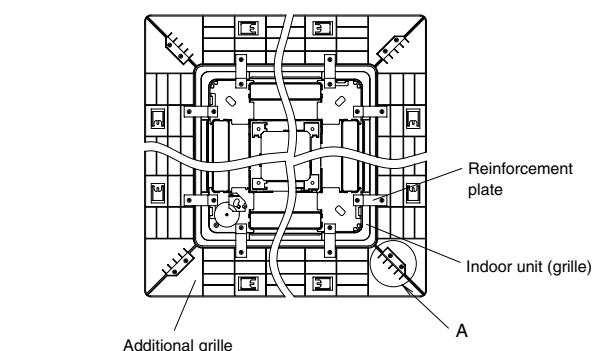 Reinforcement
plate
Indoor unit (grille)
A
Additional grille